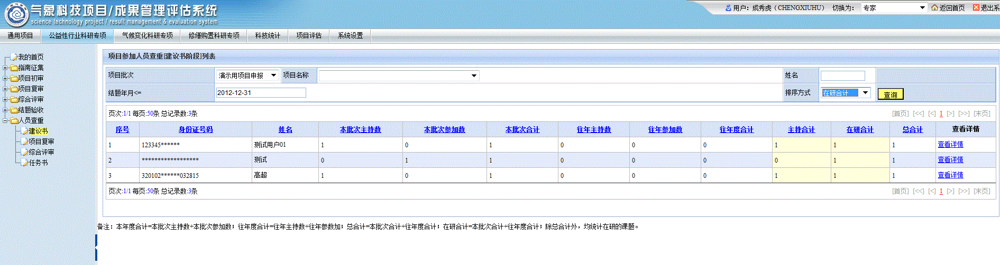 气象科技项目/成果管理评估系统
science technology project / result management & evaluation system
用户：成秀虎（CHENGXIUHU） 切换为： 专家 返回首页 退出系
通用项目 公益性行业科研专项 气候变化科研专项 修缮购置科研专项 科技统计 项目评估 系统设置
我的首页
指南征集
项目初审
项目复审
综合评审
结题验收
人员查重
建议书
项目复审
综合评审
任务书
项目参加人员查重[建议书阶段]列表
项目批次 演示用项目申报 项目名称 姓名
结题年月<= 2012-12-31 排序方式 在研合计 查询
页次:1/1 每页:50条 总记录数:3条 [首页] [<<] [<] 1 [>] [>>] [末页]
序号 身份证号码 姓名 本批次主持数 本批次参加数 本批次合计 往年主持数 往年参加数 往年度合计 主持合计 在研合计 总合计 查看详情
1 123345****** 测试用户01 1 0 1 0 0 0 1 1 1 查看详情
2 ****************** 测试 0 1 1 0 0 0 0 1 1 查看详情
3 320102******032815 高超 1 0 1 0 0 0 1 1 1 查看详情
页次:1/1 每页:50条 总记录数:3条 [首页] [<<] [<] 1 [>] [>>] [末页]
备注：本年度合计=本批次主持数+本批次参加数；往年度合计=往年主持数+往年参数加；总合计=本批次合计+往年度合计；在研合计=本批次合计+往年度合计；除总合计外，均统计在研的课题。